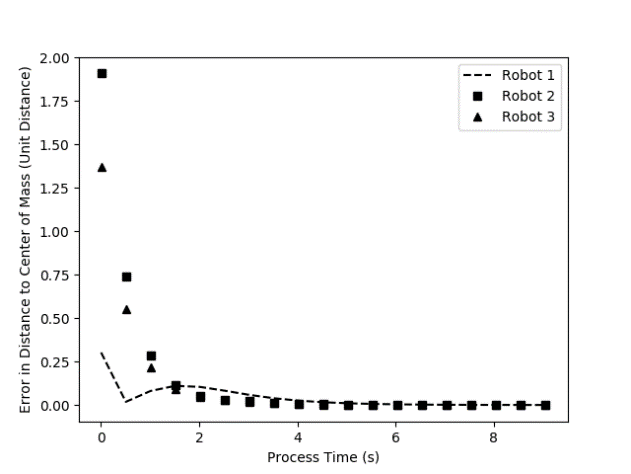 2.00
1.75
1.50
1.25
1.00
0.75
0.50
0.25
0.00
Error in Distance to Center of Mass (Unit Distance)
Robot 1
Robot 2
Robot 3
0 2 4 6 8
Process Time (s)